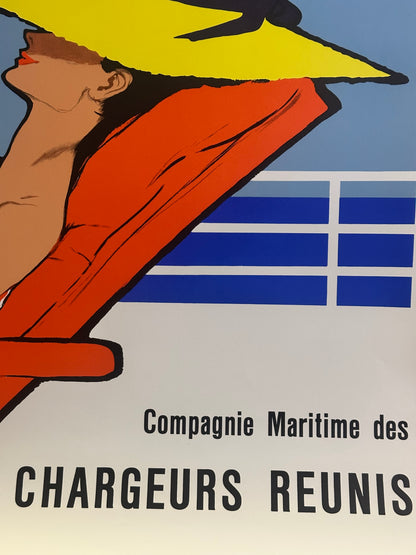 Compagnie Maritime des
CHARGEURS REUNIS